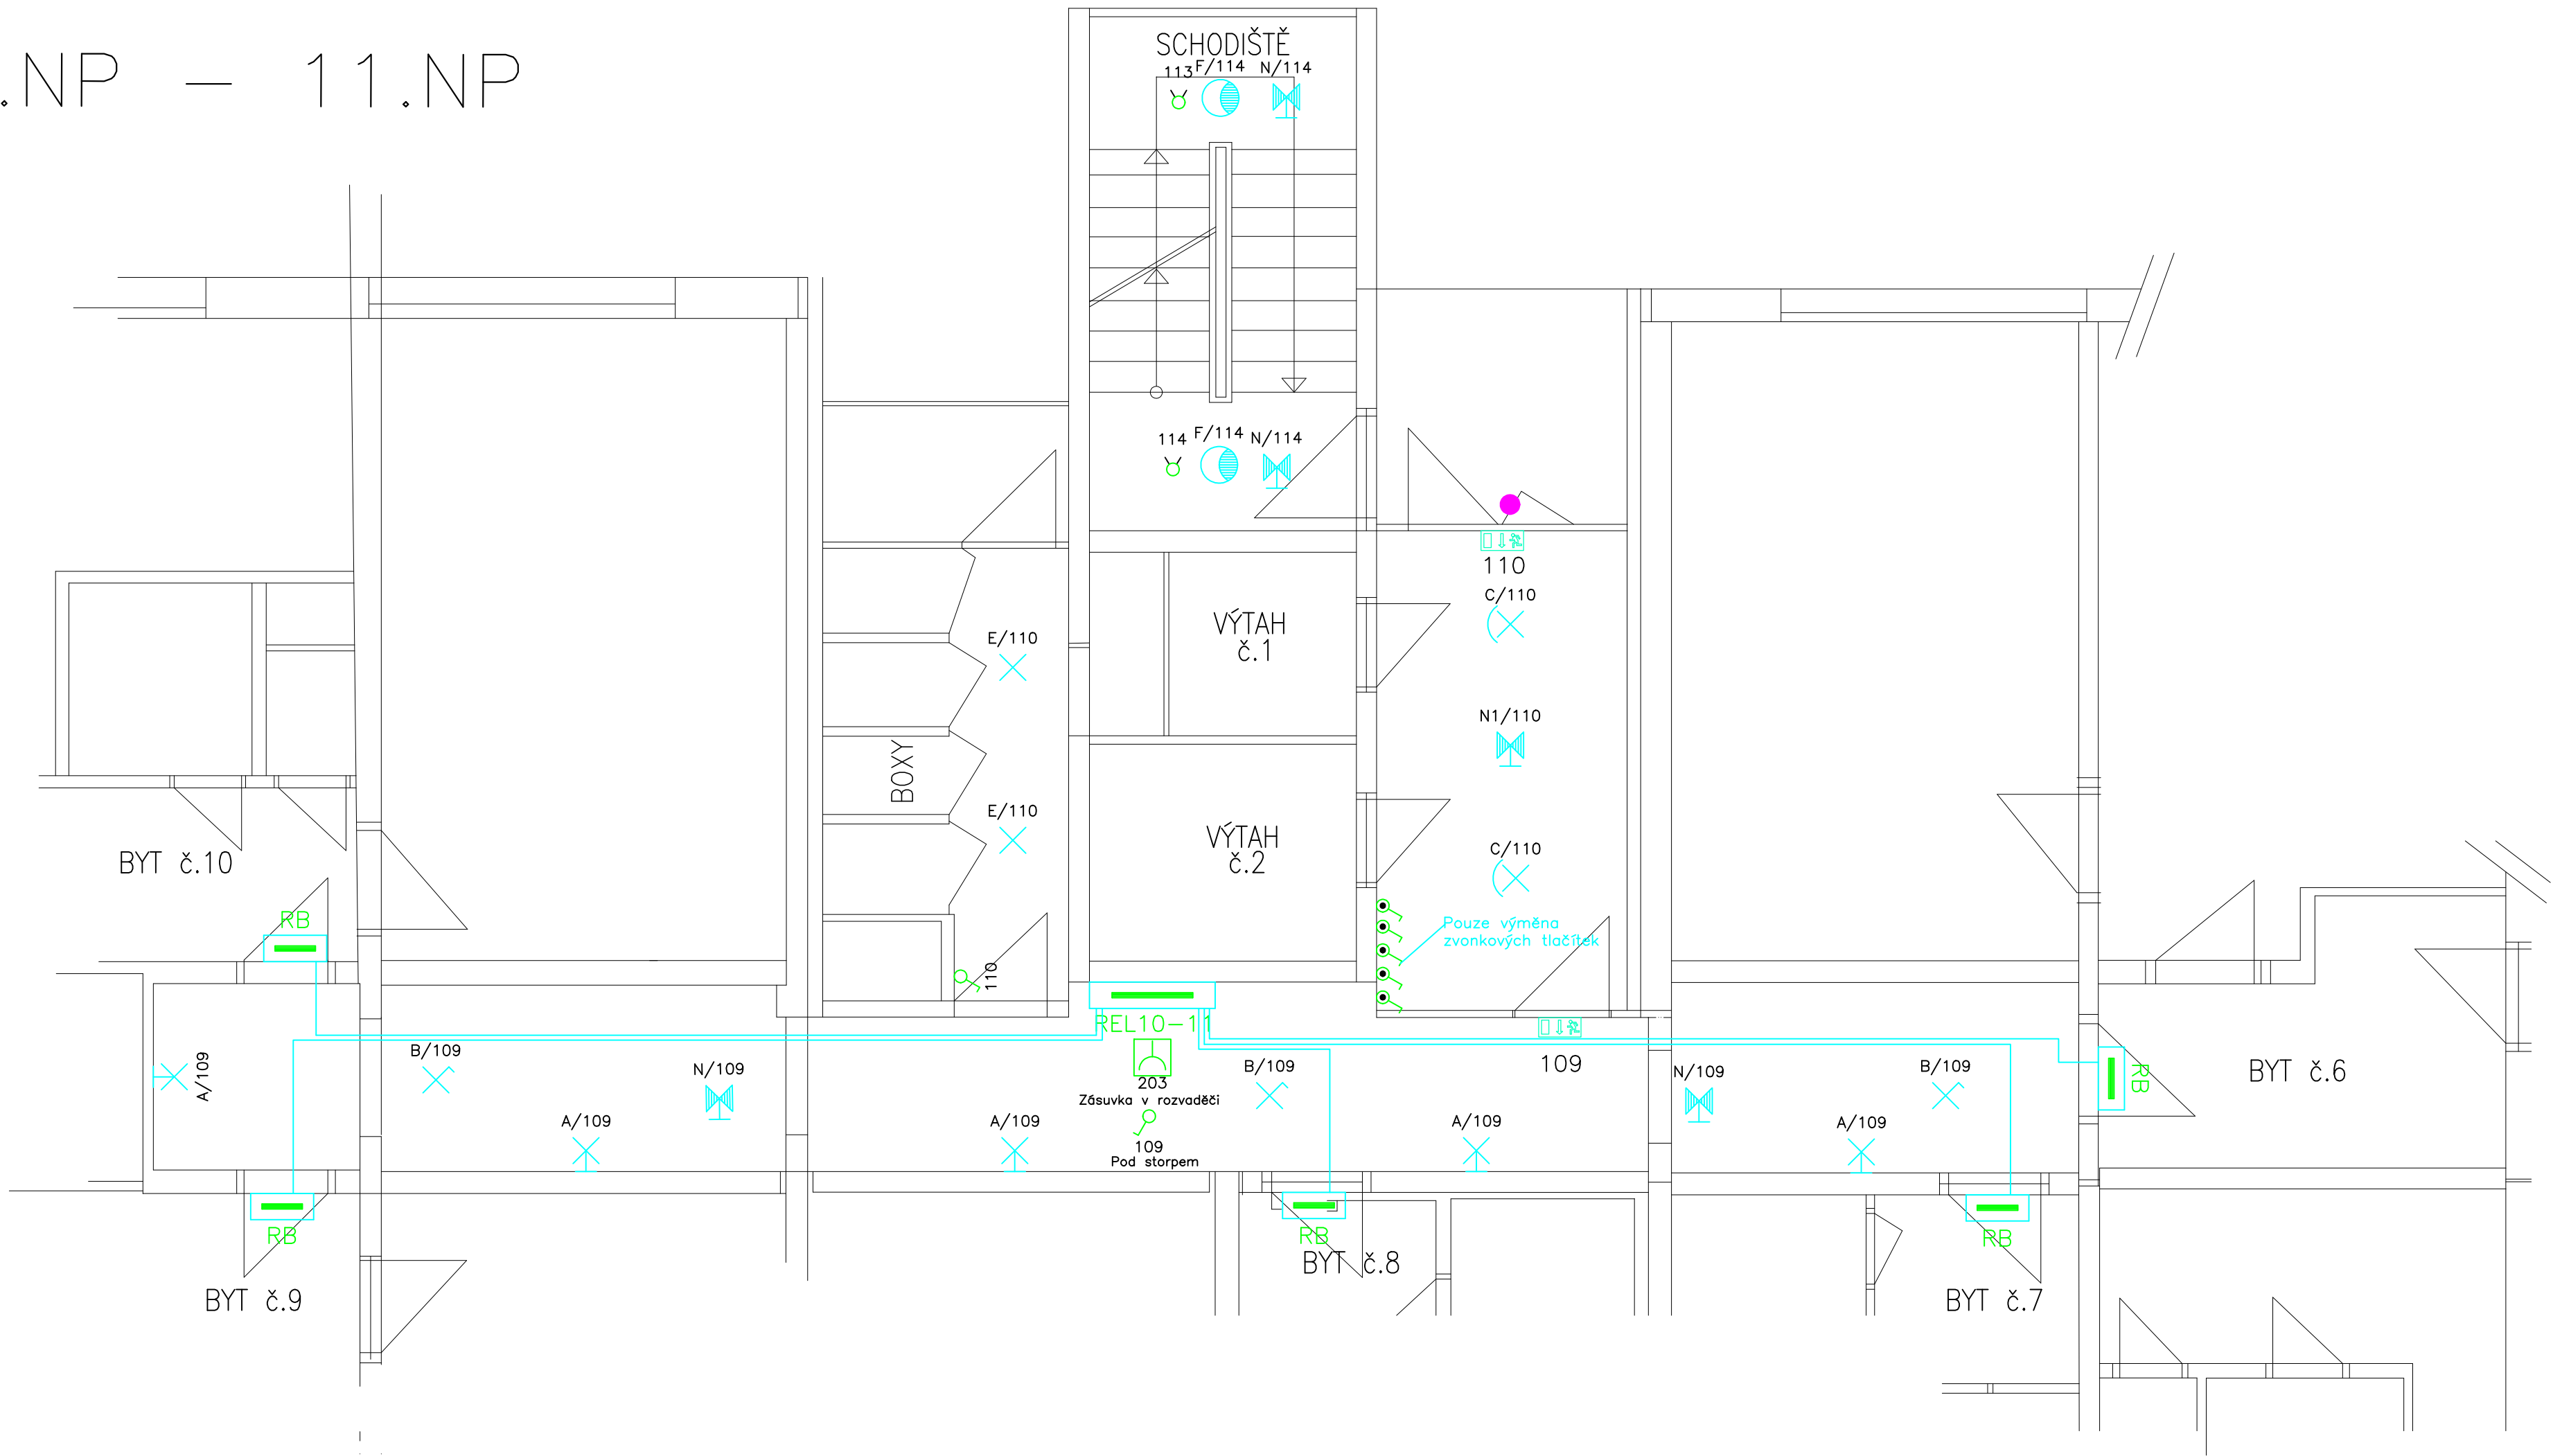 .NP - 11.NP
SCHODIŠTĚ
113 F/114 N/114
114 F/114 N/114
110
C/110
VÝTAH
č.1
E/110
N1/110
BOXY
E/110
VÝTAH
č.2
C/110
BYT č.10
RB
Pouze výměna
zvonkových tlačítek
110
REL10-11
A/109
B/109
N/109
203
Zásuvka v rozvaděči
B/109
109
N/109
B/109
RB
BYT č.6
A/109
A/109
109
Pod storpem
A/109
A/109
RB
RB
RB
BYT č.8
BYT č.9
BYT č.7